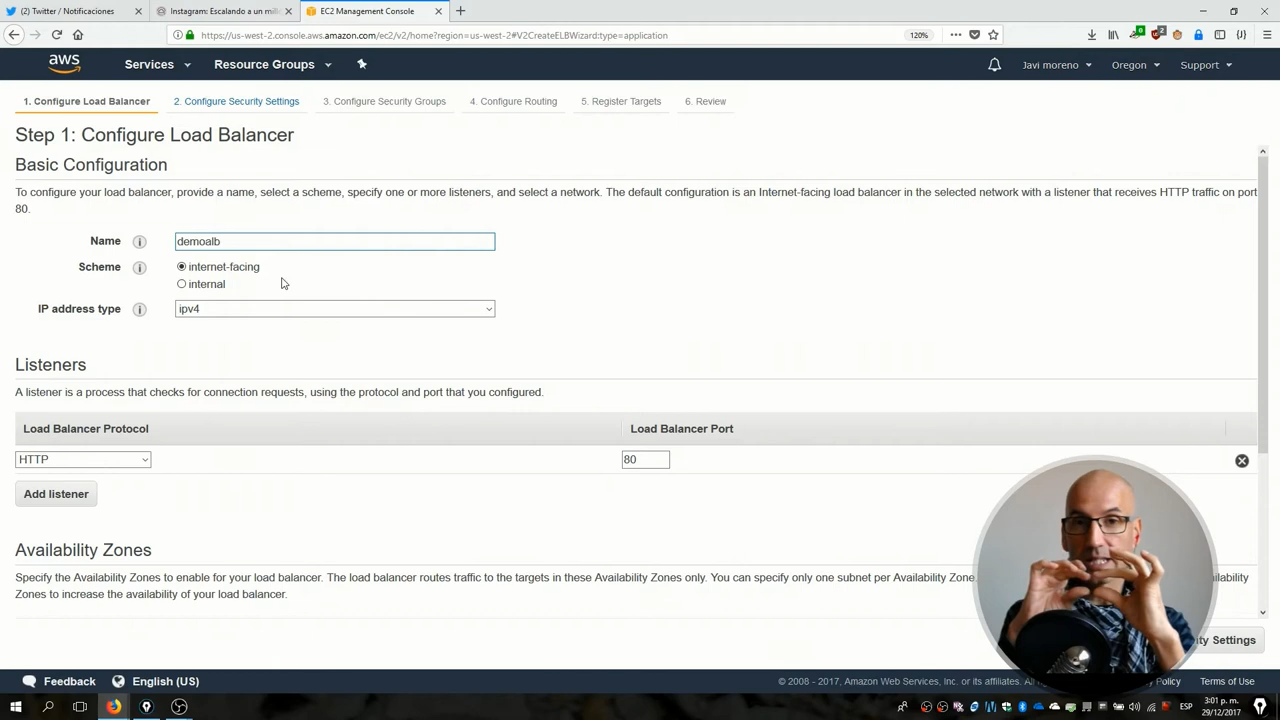 (2) Twitter / Notificaciones
Instagram: Escalando a un mill
EC2 Management Console
https://us-west-2.console.aws.amazon.com/ec2/v2/home?region=us-west-2#V2CreateELBWizard:type=application
120%
aws
Services
Resource Groups
Javi moreno
Oregon
Support
1. Configure Load Balancer
2. Configure Security Settings
3. Configure Security Groups
4. Configure Routing
5. Register Targets
6. Review
Step 1: Configure Load Balancer
Basic Configuration
To configure your load balancer, provide a name, select a scheme, specify one or more listeners, and select a network. The default configuration is an Internet-facing load balancer in the selected network with a listener that receives HTTP traffic on port
80.
Name
demoalb
Scheme
internet-facing
internal
IP address type
ipv4
Listeners
A listener is a process that checks for connection requests, using the protocol and port that you configured.
Load Balancer Protocol
Load Balancer Port
HTTP
80
Add listener
Availability Zones
Specify the Availability Zones to enable for your load balancer. The load balancer routes traffic to the targets in these Availability Zones only. You can specify only one subnet per Availability Zone.
Zones to increase the availability of your load balancer.
Settings
Feedback
English (US)
© 2008 - 2017, Amazon Web Services, Inc. or its affiliates.
Policy
Terms of Use
ESP
3:01 p. m.
29/12/2017